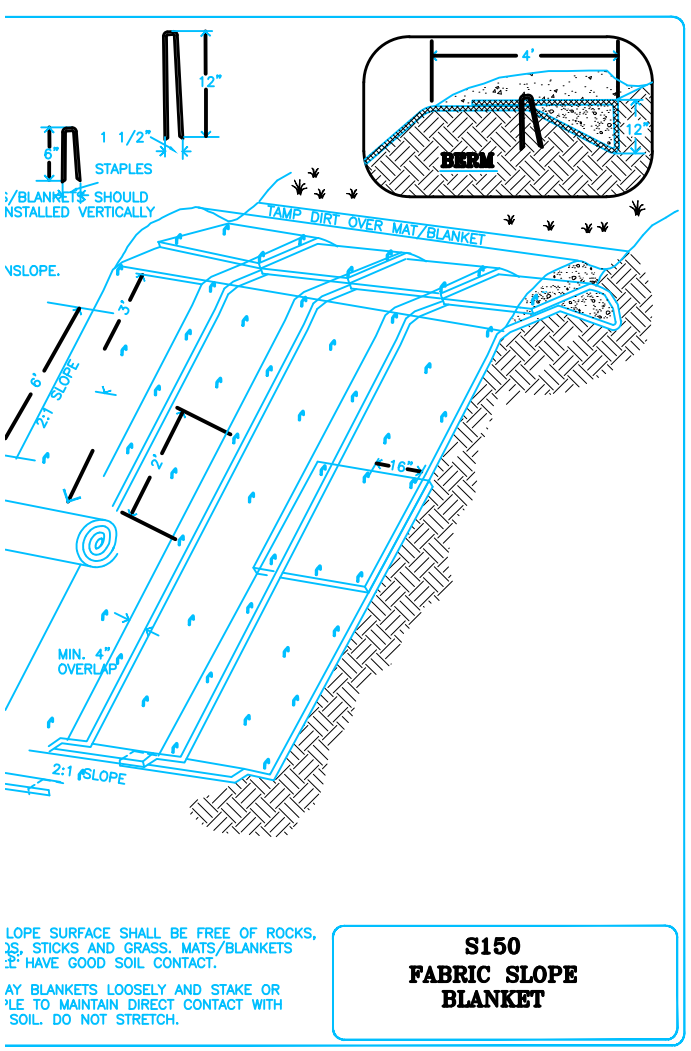 4'
12"
12"
6"
1 1/2"
BERM
STAPLES
S/BLANKETS SHOULD
NSTALLED VERTICALLY
TAMP DIRT OVER MAT/BLANKET
NSLOPE.
3'
6'
2:1 SLOPE
2'
16"
MIN. 4"
OVERLAP
2:1 SLOPE
LOPE SURFACE SHALL BE FREE OF ROCKS,
STICKS AND GRASS. MATS/BLANKETS
HAVE GOOD SOIL CONTACT.
AY BLANKETS LOOSELY AND STAKE OR
PLE TO MAINTAIN DIRECT CONTACT WITH
SOIL. DO NOT STRETCH.
S150
FABRIC SLOPE
BLANKET